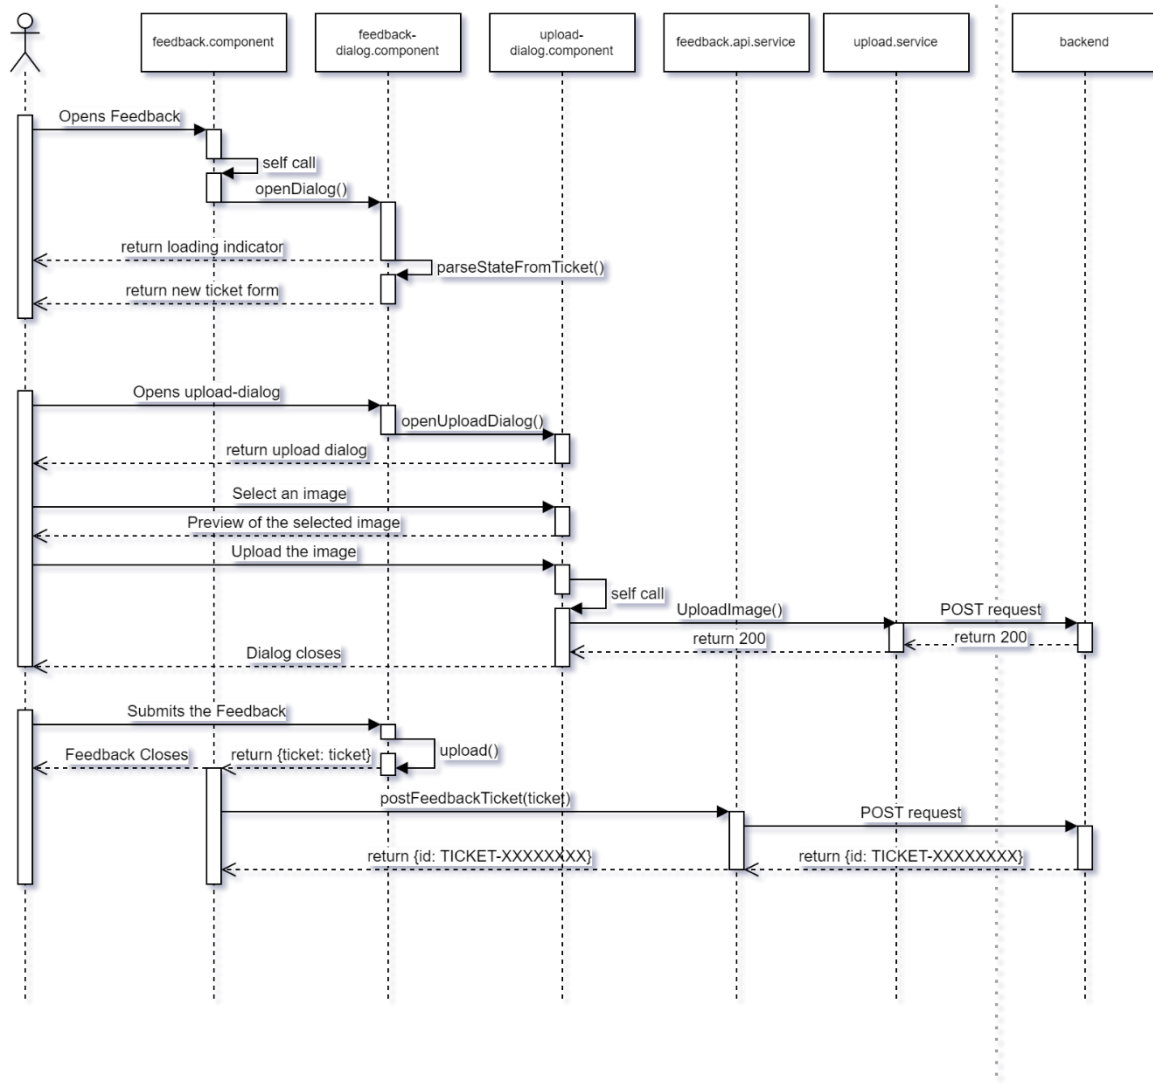 feedback.component
feedback-
dialog.component
upload-
dialog.component
feedback.api.service
upload.service
backend
Opens Feedback
self call
openDialog()
return loading indicator
parseStateFromTicket()
return new ticket form
Opens upload-dialog
openUploadDialog()
return upload dialog
Select an image
Preview of the selected image
Upload the image
self call
UploadImage()
POST request
return 200
return 200
Dialog closes
Submits the Feedback
upload()
Feedback Closes
return {ticket: ticket}
postFeedbackTicket(ticket)
POST request
return {id: TICKET-XXXXXXXX}
return {id: TICKET-XXXXXXXX}